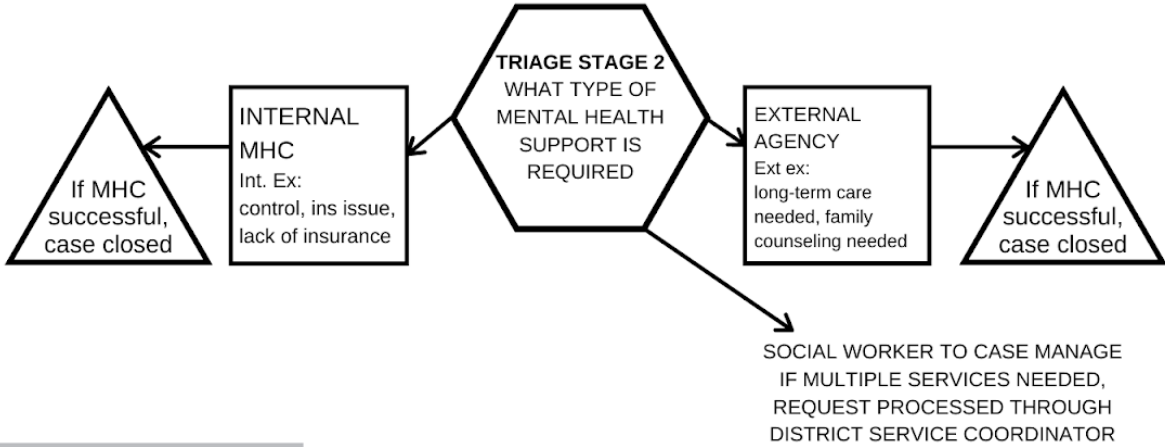 TRIAGE STAGE 2
WHAT TYPE OF
MENTAL HEALTH
SUPPORT IS
REQUIRED
INTERNAL
MHC
Int. Ex:
control, ins issue,
lack of insurance
If MHC
successful,
case closed
EXTERNAL
AGENCY
Ext ex:
long-term care
needed, family
counseling needed
If MHC
successful,
case closed
SOCIAL WORKER TO CASE MANAGE
IF MULTIPLE SERVICES NEEDED,
REQUEST PROCESSED THROUGH
DISTRICT SERVICE COORDINATOR